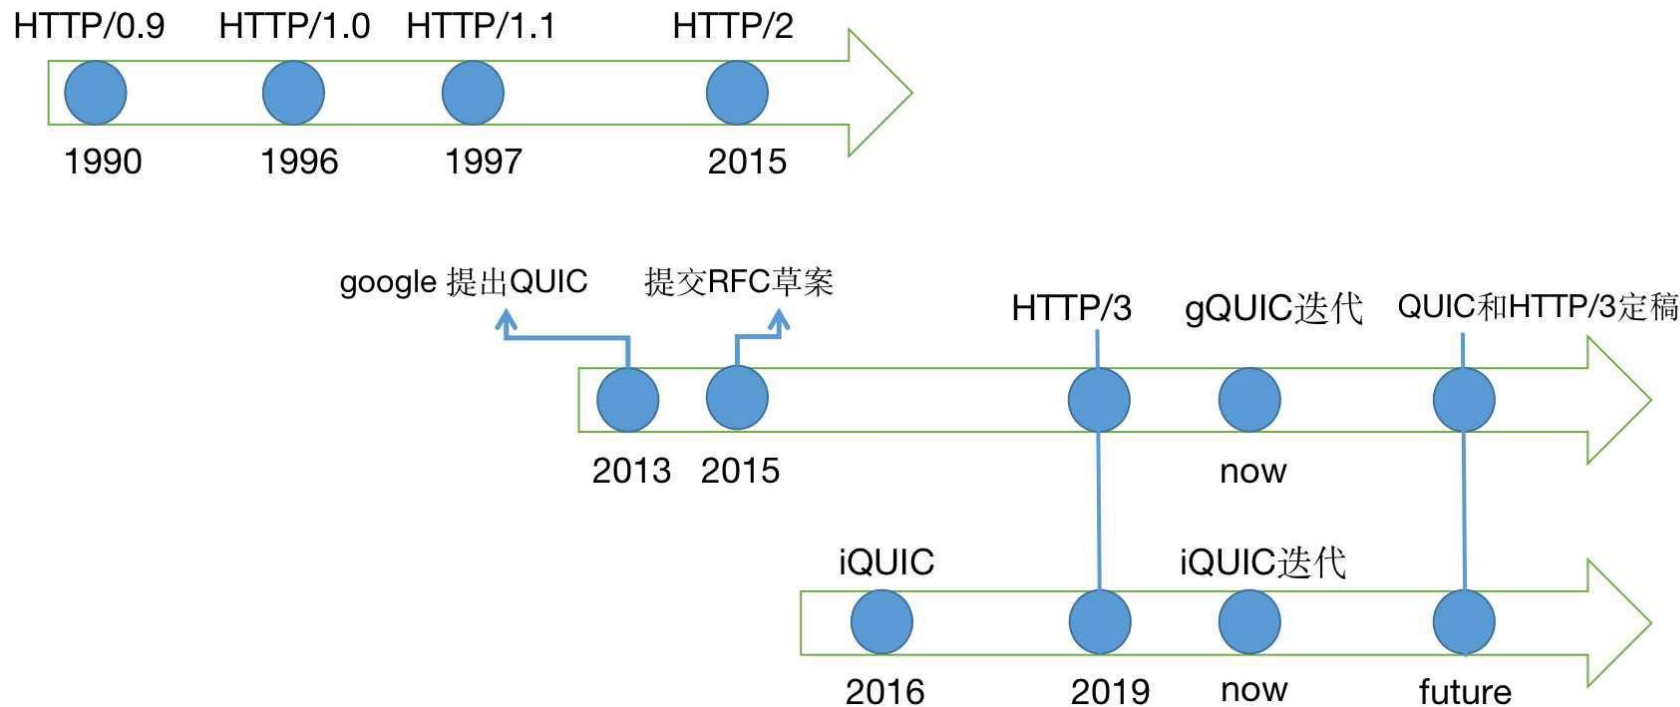 HTTP/0.9 HTTP/1.0 HTTP/1.1 HTTP/2
1990 1996 1997 2015
google 提出QUIC 提交RFC草案
HTTP/3 gQUIC迭代 QUIC和HTTP/3定稿
2013 2015 now
iQUIC iQUIC迭代
2016 2019 now future